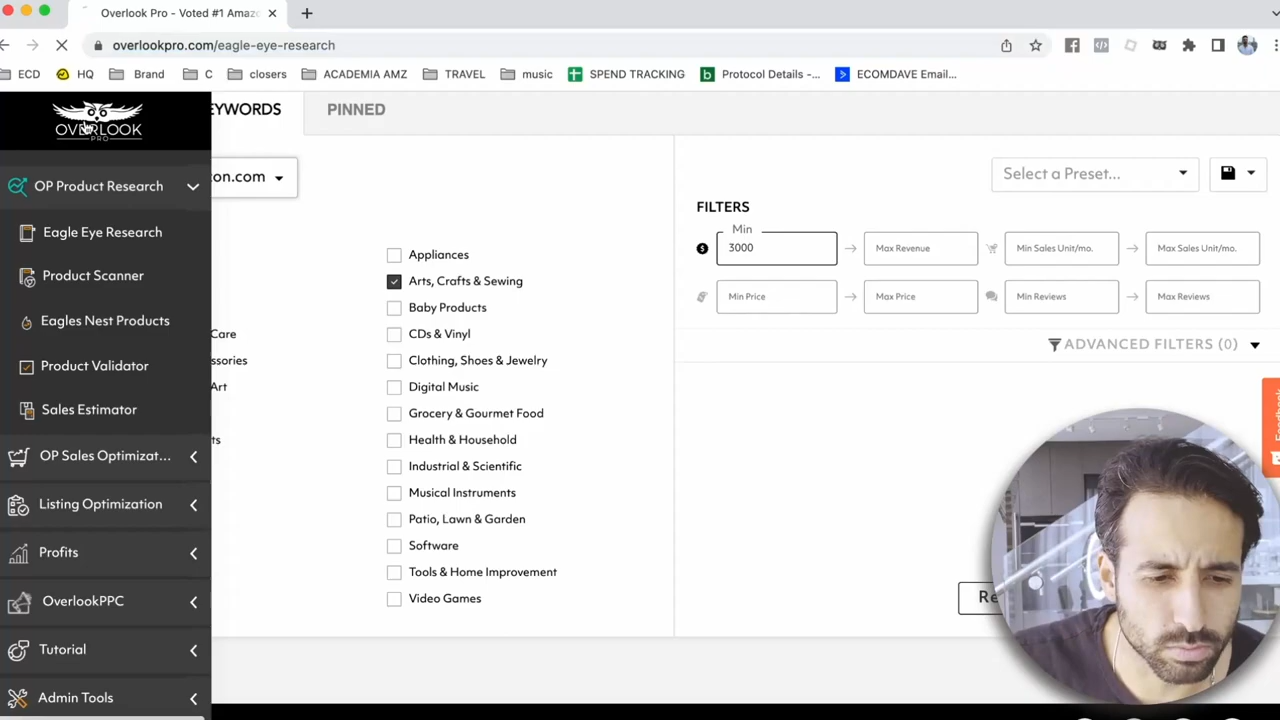 Overlook Pro - Voted #1 Amaz
overlookpro.com/eagle-eye-research
ECD
HQ
Brand
C
closers
ACADEMIA AMZ
TRAVEL
music
SPEND TRACKING
Protocol Details -...
ECOMDAVE Email...
OVERLOOK
PRO
EYWORDS
PINNED
OP Product Research
Eagle Eye Research
Product Scanner
Eagles Nest Products
Product Validator
Sales Estimator
OP Sales Optimizat...
Listing Optimization
Profits
OverlookPPC
Tutorial
Admin Tools
on.com
Care
ssories
Art
ts
Appliances
Arts, Crafts & Sewing
Baby Products
CDs & Vinyl
Clothing, Shoes & Jewelry
Digital Music
Grocery & Gourmet Food
Health & Household
Industrial & Scientific
Musical Instruments
Patio, Lawn & Garden
Software
Tools & Home Improvement
Video Games
Select a Preset...
FILTERS
Min
3000
Max Revenue
Min Sales Unit/mo.
Max Sales Unit/mo.
Min Price
Max Price
Min Reviews
Max Reviews
ADVANCED FILTERS (0)
Feedback
Re